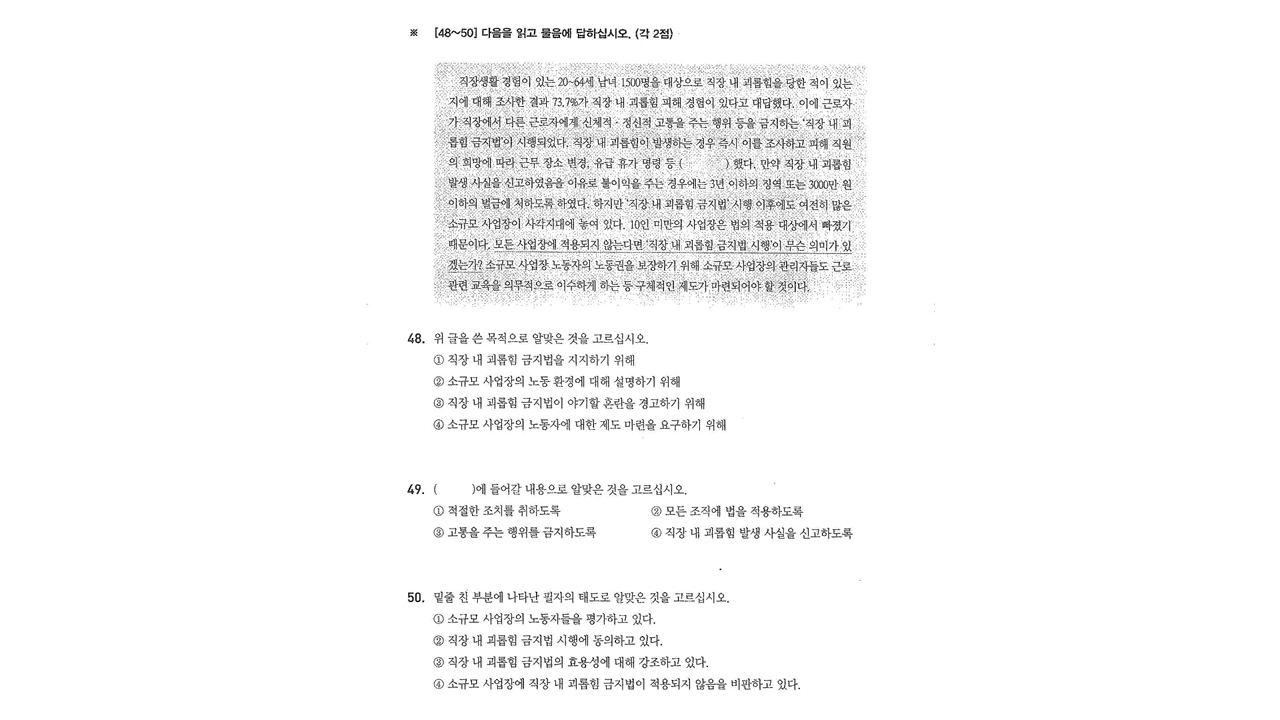 ※ [48～50] 다음을 읽고 물음에 답하십시오. (각 2점)
직장생활 경험이 있는 20~64세 남녀 1500명을 대상으로 직장 내 괴롭힘을 당한 적이 있는
지에 대해 조사한 결과 73.7%가 직장 내 괴롭힘 피해 경험이 있다고 대답했다. 이에 근로자
가 직장에서 다른 근로자에게 신체적·정신적 고통을 주는 행위 등을 금지하는 '직장 내 괴
롭힘 금지법'이 시행되었다. 직장 내 괴롭힘이 발생하는 경우 즉시 이를 조사하고 피해 직원
의 희망에 따라 근무 장소 변경, 유급 휴가 명령 등 (        ) 했다. 만약 직장 내 괴롭힘
발생 사실을 신고하였음을 이유로 불이익을 주는 경우에는 3년 이하의 징역 또는 3000만 원
이하의 벌금에 처하도록 하였다. 하지만 '직장 내 괴롭힘 금지법' 시행 이후에도 여전히 많은
소규모 사업장이 사각지대에 놓여 있다. 10인 미만의 사업장은 법의 적용 대상에서 빠졌기
때문이다. 모든 사업장에 적용되지 않는다면 '직장 내 괴롭힘 금지법 시행'이 무슨 의미가 있
겠는가? 소규모 사업장 노동자의 노동권을 보장하기 위해 소규모 사업장의 관리자들도 근로
관련 교육을 의무적으로 이수하게 하는 등 구체적인 제도가 마련되어야 할 것이다.
48. 위 글을 쓴 목적으로 알맞은 것을 고르십시오.
① 직장 내 괴롭힘 금지법을 지지하기 위해
② 소규모 사업장의 노동 환경에 대해 설명하기 위해
③ 직장 내 괴롭힘 금지법이 야기할 혼란을 경고하기 위해
④ 소규모 사업장의 노동자에 대한 제도 마련을 요구하기 위해
49. (        )에 들어갈 내용으로 알맞은 것을 고르십시오.
① 적절한 조치를 취하도록 ② 모든 조직에 법을 적용하도록
③ 고통을 주는 행위를 금지하도록 ④ 직장 내 괴롭힘 발생 사실을 신고하도록
50. 밑줄 친 부분에 나타난 필자의 태도로 알맞은 것을 고르십시오.
① 소규모 사업장의 노동자들을 평가하고 있다.
② 직장 내 괴롭힘 금지법 시행에 동의하고 있다.
③ 직장 내 괴롭힘 금지법의 효용성에 대해 강조하고 있다.
④ 소규모 사업장에 직장 내 괴롭힘 금지법이 적용되지 않음을 비판하고 있다.